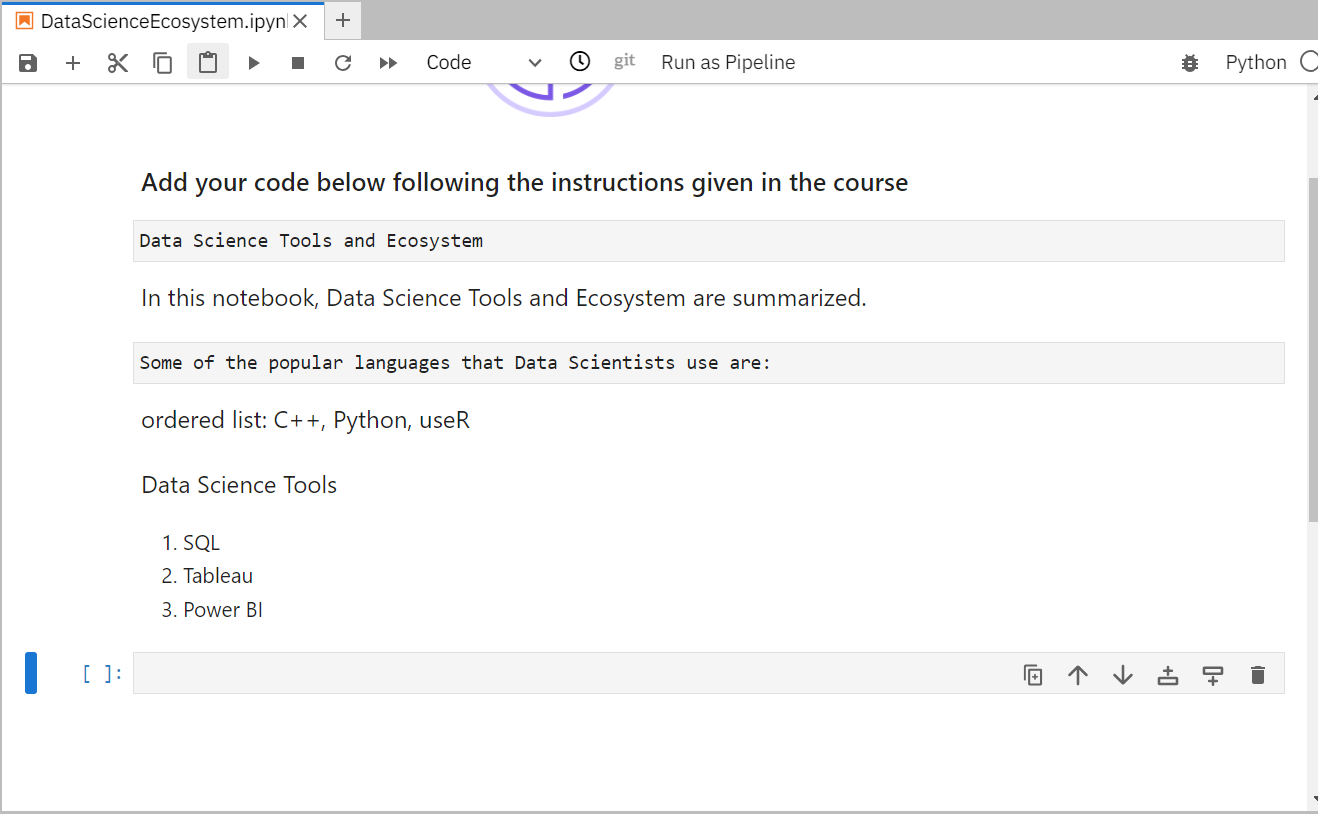 DataScienceEcosystem.ipyn
Code
git
Run as Pipeline
Python
Add your code below following the instructions given in the course
Data Science Tools and Ecosystem
In this notebook, Data Science Tools and Ecosystem are summarized.
Some of the popular languages that Data Scientists use are:
ordered list: C++, Python, useR
Data Science Tools
1. SQL
2. Tableau
3. Power BI
[ ]: